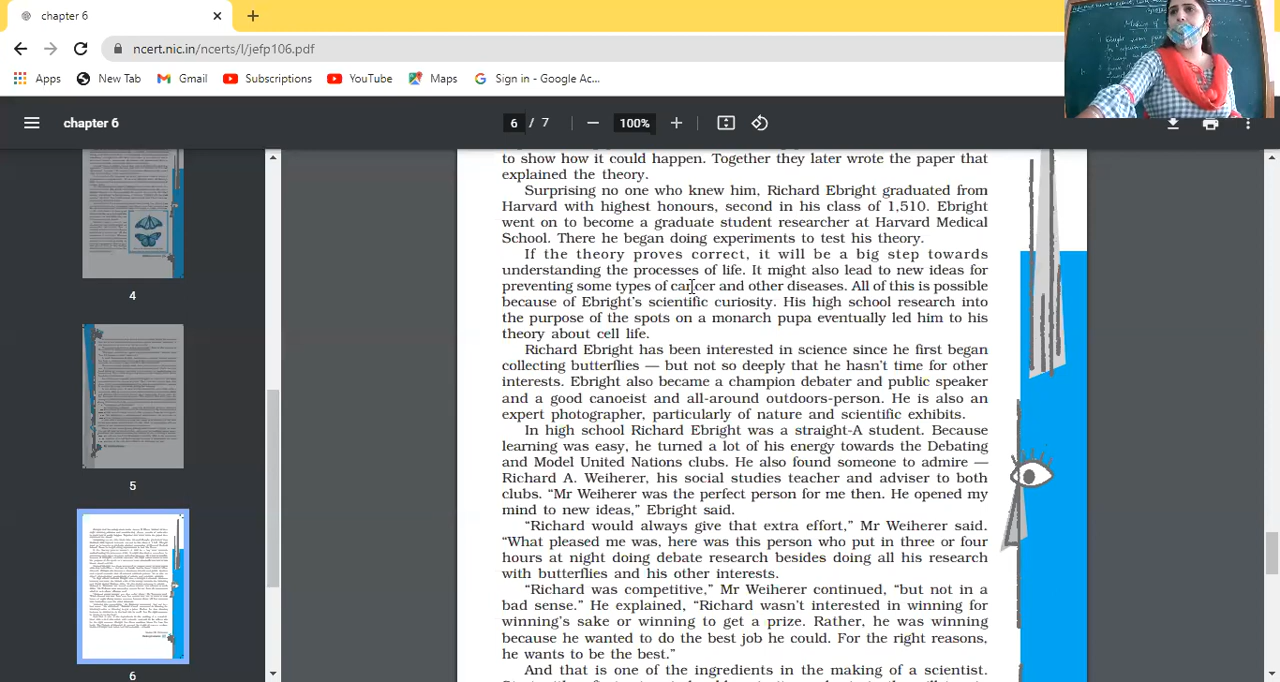 chapter 6
ncert.nic.in/ncerts/l/jefp106.pdf
Apps New Tab Gmail Subscriptions YouTube Maps Sign in - Google Ac...
chapter 6
6 / 7
100%
4
5
6
to show how it could happen. Together they later wrote the paper that
explained the theory.
Surprising no one who knew him, Richard Ebright graduated from
Harvard with highest honours, second in his class of 1,510. Ebright
went on to become a graduate student researcher at Harvard Medical
School. There he began doing experiments to test his theory.
If the theory proves correct, it will be a big step towards
understanding the processes of life. It might also lead to new ideas for
preventing some types of cancer and other diseases. All of this is possible
because of Ebright's scientific curiosity. His high school research into
the purpose of the spots on a monarch pupa eventually led him to his
theory about cell life.
Richard Ebright has been interested in science since he first began
collecting butterflies — but not so deeply that he hasn't time for other
interests. Ebright also became a champion debater and public speaker
and a good canoeist and all-around outdoors-person. He is also an
expert photographer, particularly of nature and scientific exhibits.
In high school Richard Ebright was a straight-A student. Because
learning was easy, he turned a lot of his energy towards the Debating
and Model United Nations clubs. He also found someone to admire —
Richard A. Weiherer, his social studies teacher and adviser to both
clubs. “Mr Weiherer was the perfect person for me then. He opened my
mind to new ideas,” Ebright said.
“Richard would always give that extra effort,” Mr Weiherer said.
“What pleased me was, here was this person who put in three or four
hours at night doing debate research besides doing all his research
with butterflies and his other interests.
“Richard was competitive,” Mr Weiherer continued, “but not in a
bad sense.” He explained, “Richard wasn't interested in winning for
winning's sake or winning to get a prize. Rather, he was winning
because he wanted to do the best job he could. For the right reasons,
he wants to be the best.”
And that is one of the ingredients in the making of a scientist.